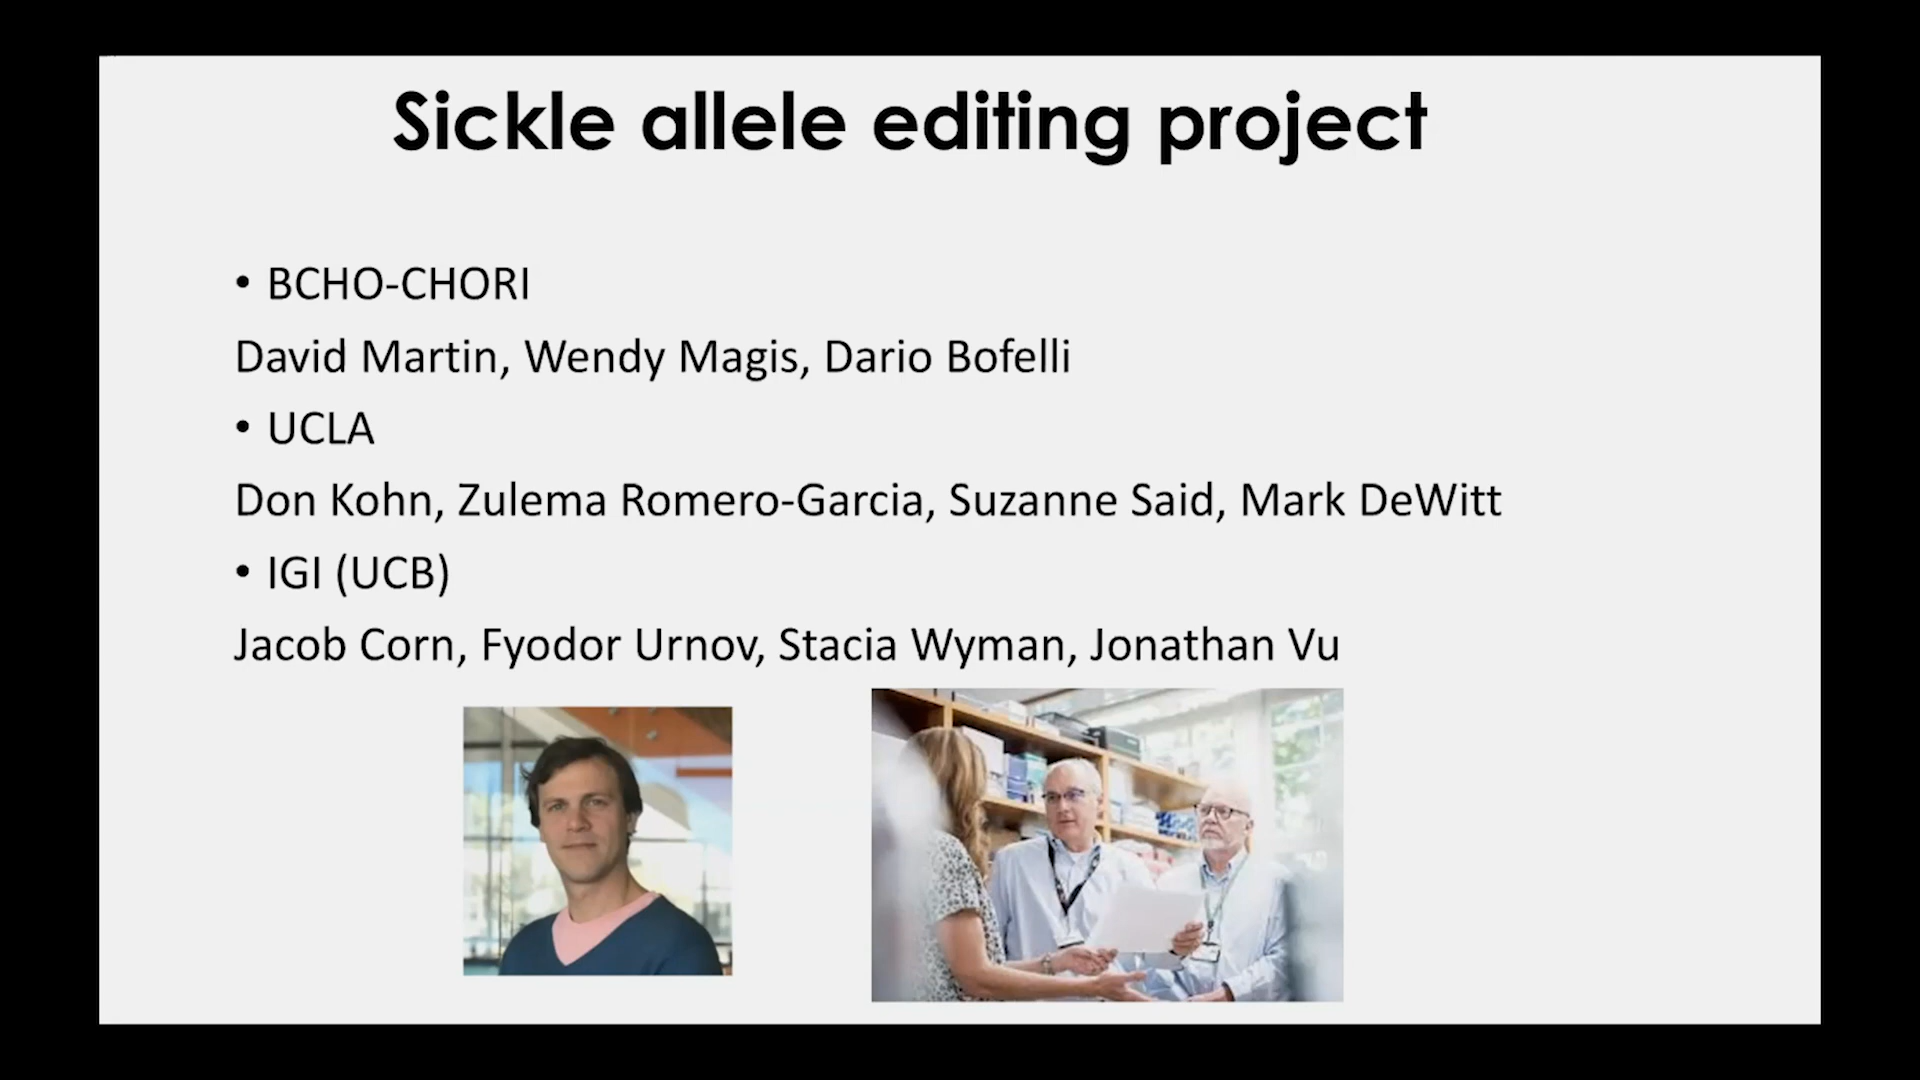 Sickle allele editing project
• BCHO-CHORI
David Martin, Wendy Magis, Dario Bofelli
• UCLA
Don Kohn, Zulema Romero-Garcia, Suzanne Said, Mark DeWitt
• IGI (UCB)
Jacob Corn, Fyodor Urnov, Stacia Wyman, Jonathan Vu